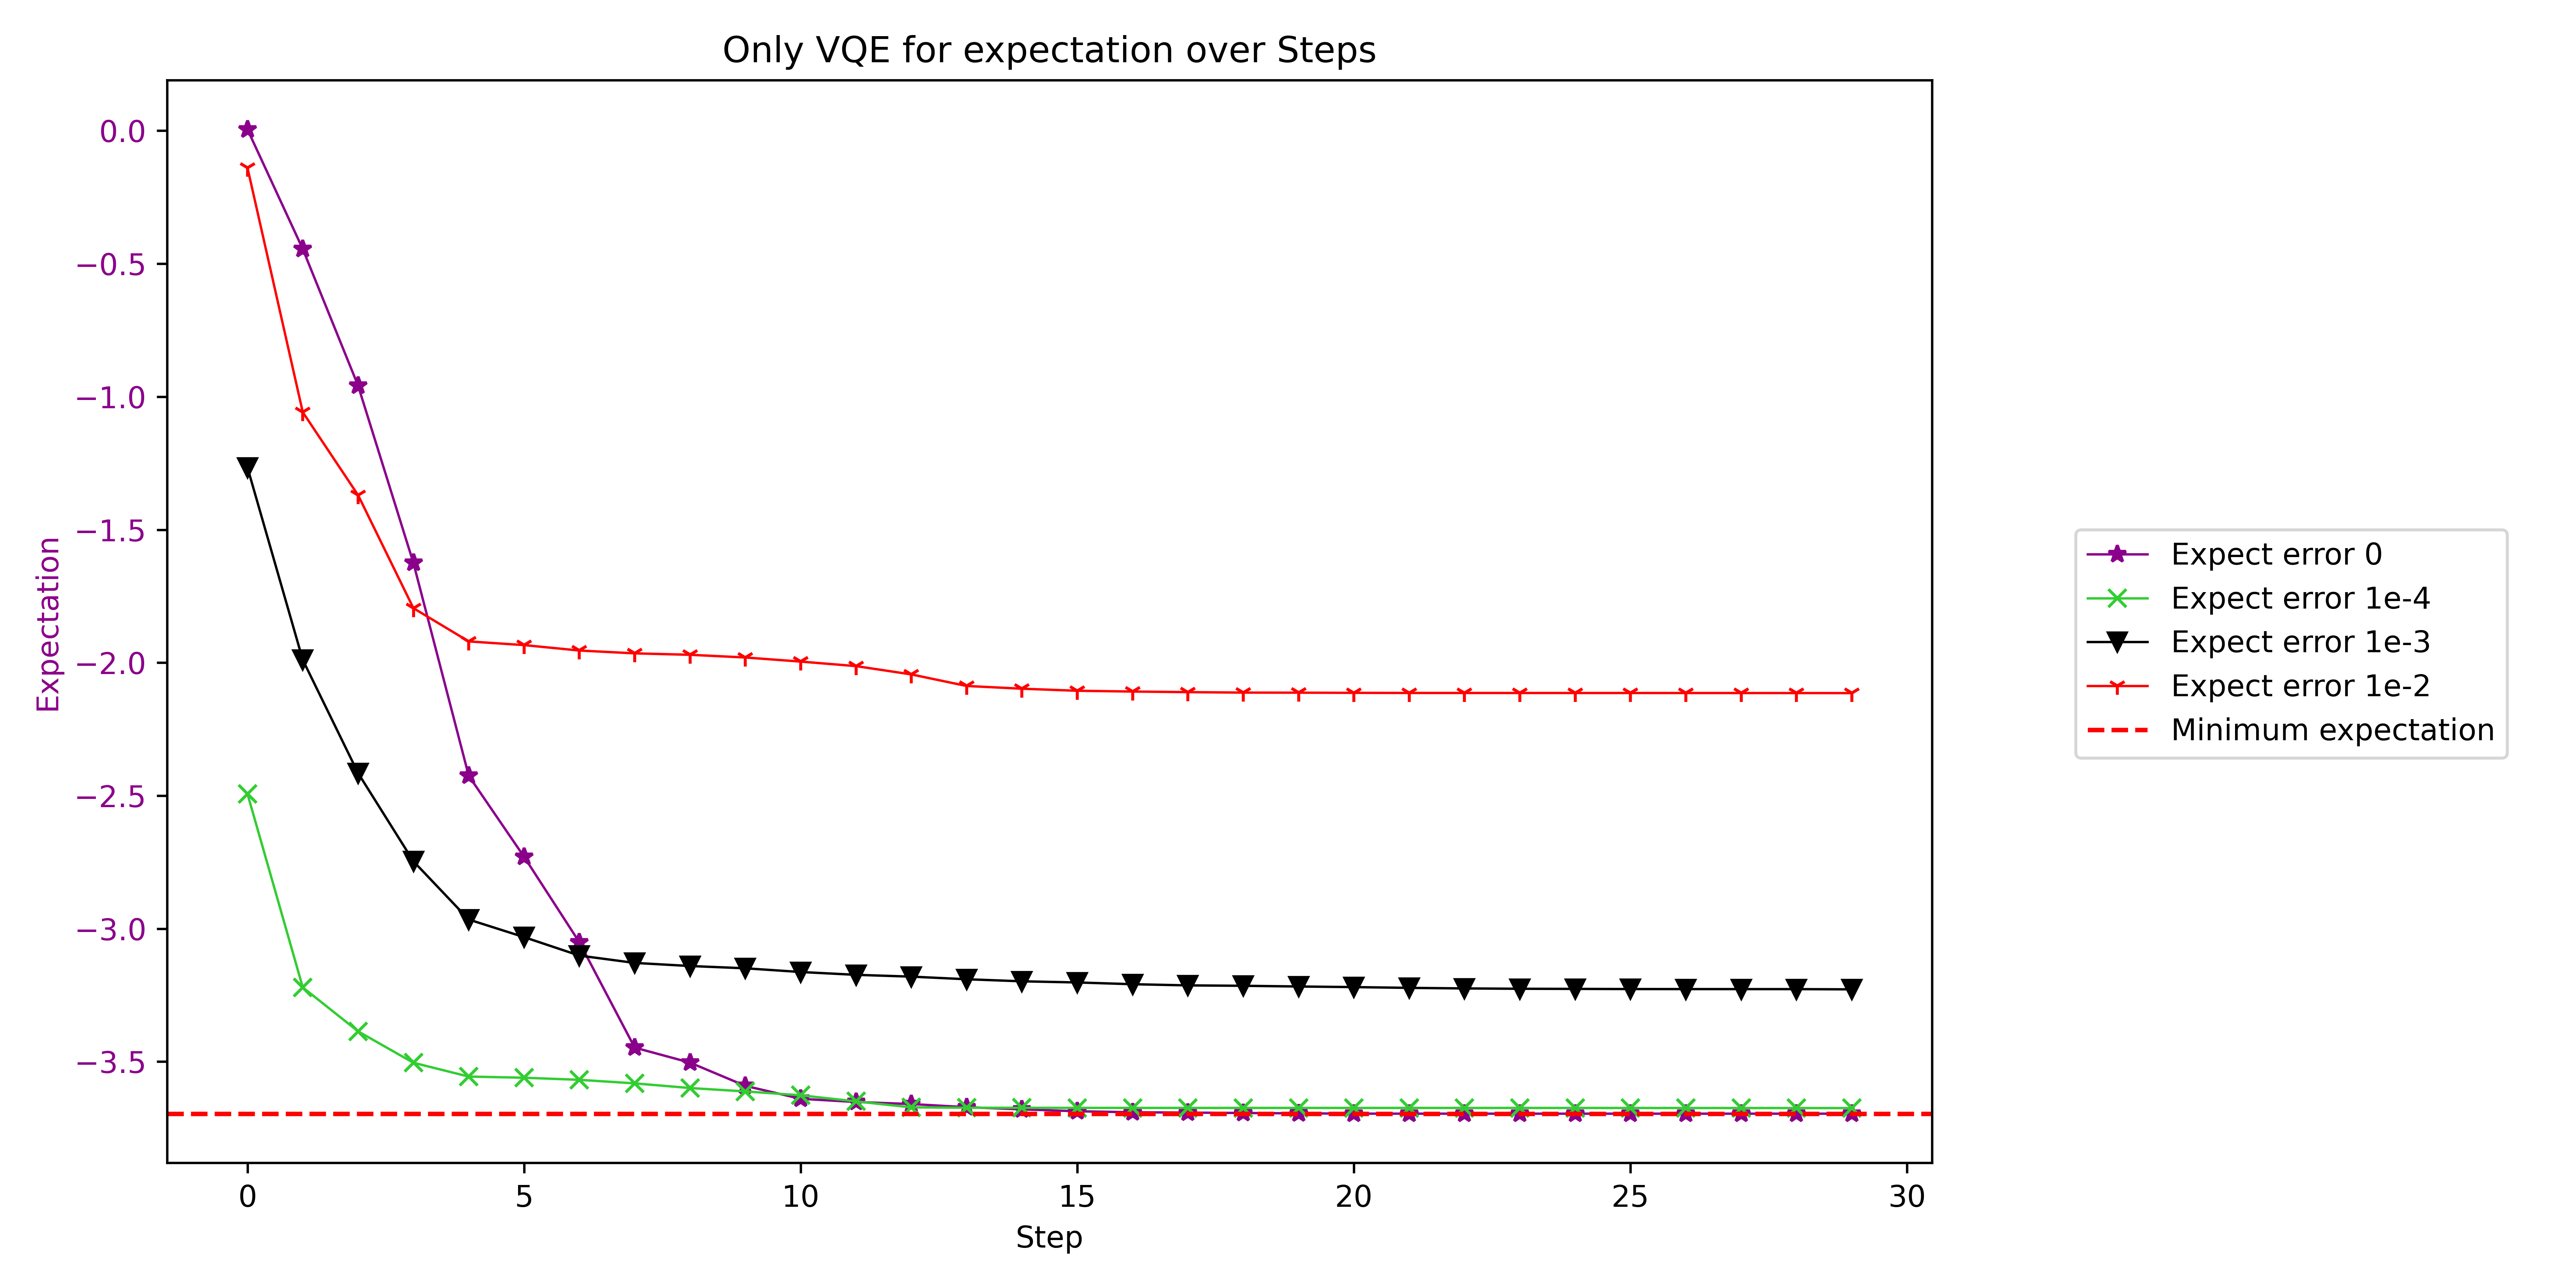 Only VQE for expectation over Steps
Expectation
0.0
−0.5
−1.0
−1.5
−2.0
−2.5
−3.0
−3.5
0 5 10 15 20 25 30
Step
Expect error 0
Expect error 1e-4
Expect error 1e-3
Expect error 1e-2
Minimum expectation